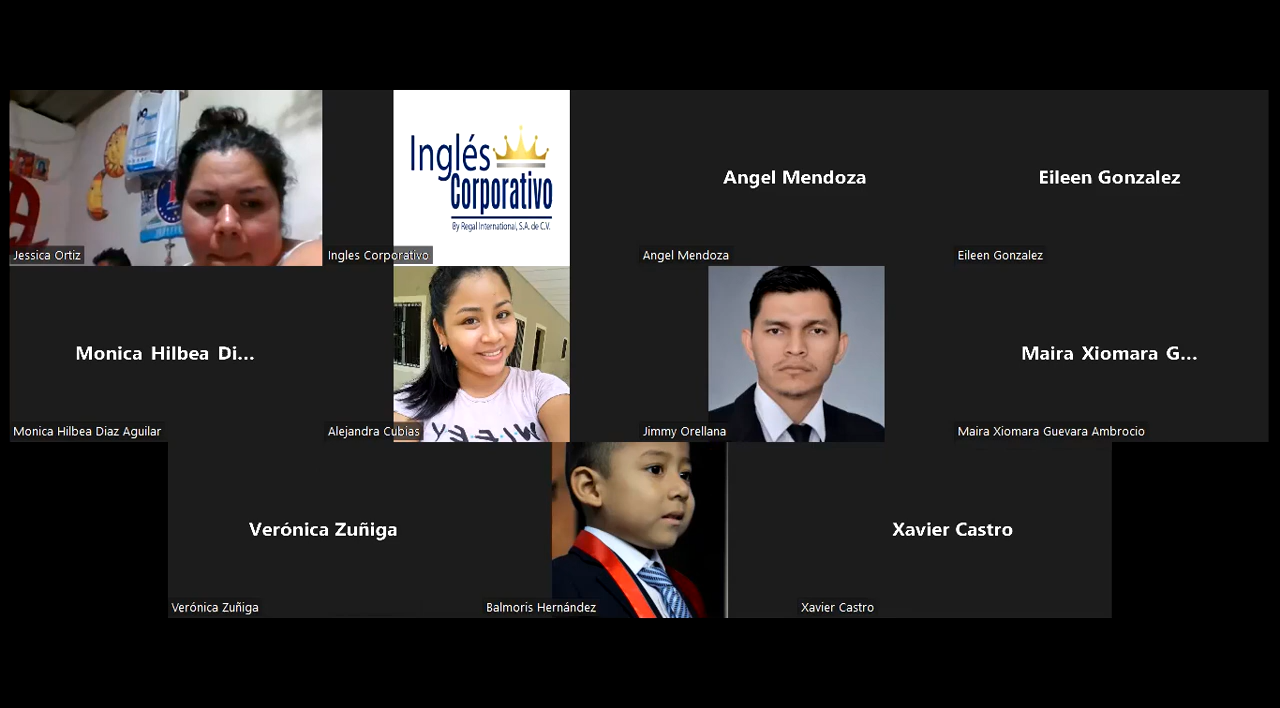 Jessica Ortiz
Inglés
Corporativo
By Regal International, S.A. de C.V.
Ingles Corporativo
Angel Mendoza
Angel Mendoza
Eileen Gonzalez
Eileen Gonzalez
Monica Hilbea Di...
Monica Hilbea Diaz Aguilar
Alejandra Cubias
Jimmy Orellana
Maira Xiomara G...
Maira Xiomara Guevara Ambrocio
Verónica Zuñiga
Verónica Zuñiga
Balmoris Hernández
Xavier Castro
Xavier Castro